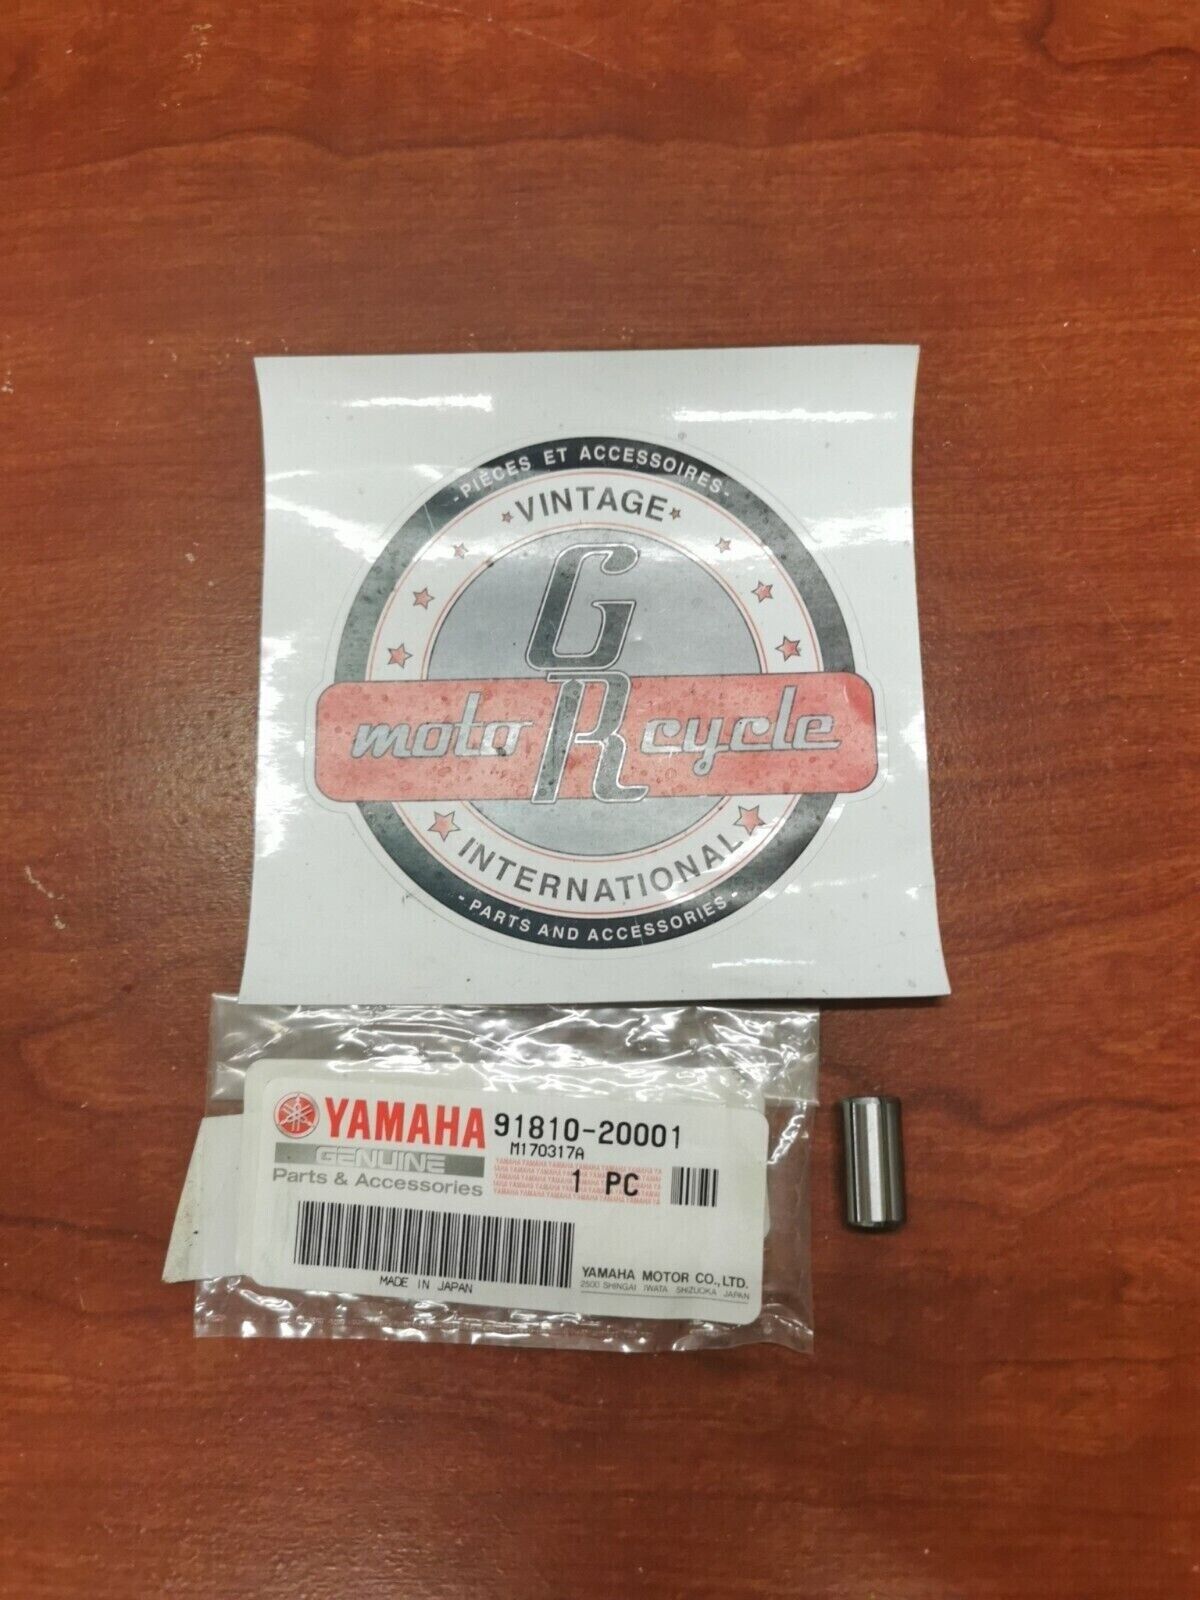 - PIÈCES ET ACCESSOIRES -
VINTAGE
G
moto R cycle
INTERNATIONAL
- PARTS AND ACCESSORIES -
YAMAHA 91810-20001
GENUINE M170317A
Parts & Accessories 1 PC
MADE IN JAPAN
YAMAHA MOTOR CO.,LTD.
2500 SHINGAI IWATA SHIZUOKA JAPAN